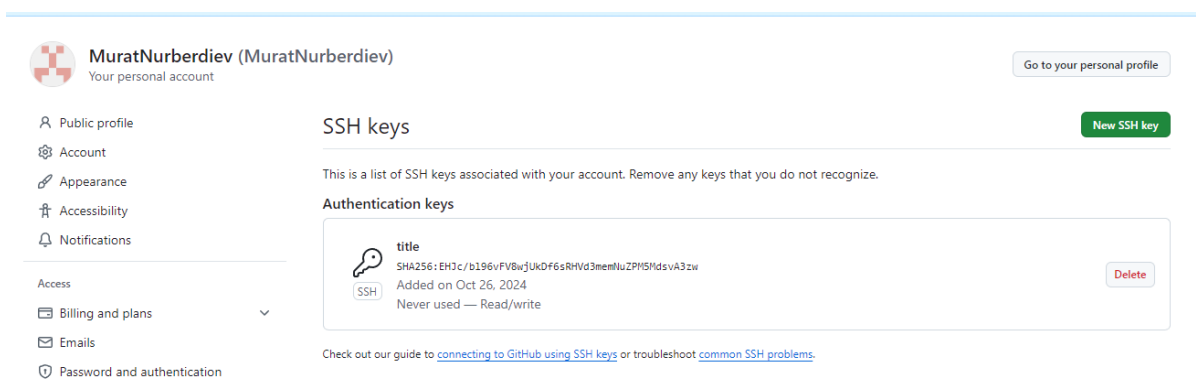 MuratNurberdiev (MuratNurberdiev)
Your personal account
Go to your personal profile
Public profile
Account
Appearance
Accessibility
Notifications
Access
Billing and plans
Emails
Password and authentication
SSH keys
New SSH key
This is a list of SSH keys associated with your account. Remove any keys that you do not recognize.
Authentication keys
title
SHA256:EHJc/b196vFV8wjUkDf6sRHVd3memNuZPM5MdsvA3zw
SSH
Added on Oct 26, 2024
Never used — Read/write
Delete
Check out our guide to connecting to GitHub using SSH keys or troubleshoot common SSH problems.